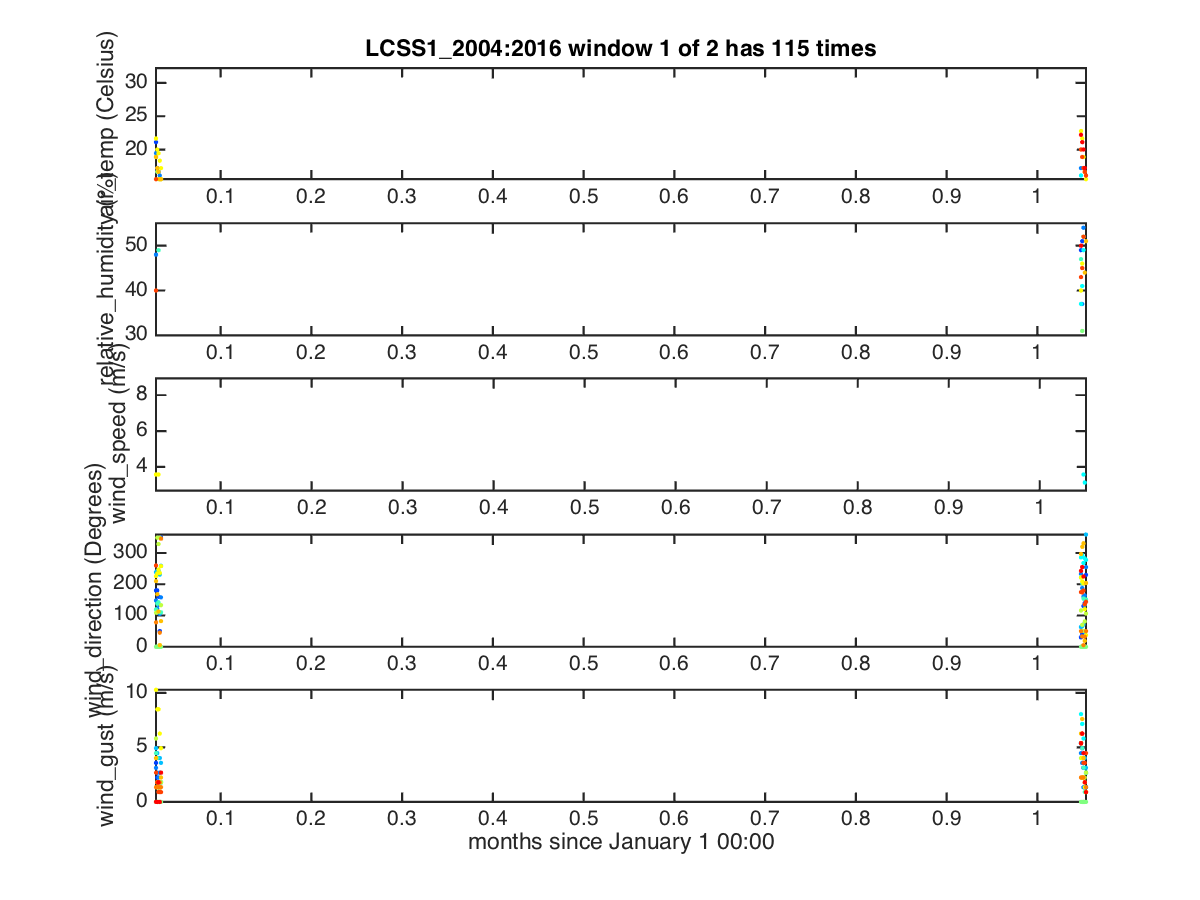 LCSS1_2004:2016 window 1 of 2 has 115 times
air_temp (Celsius)
30
25
20
0.1 0.2 0.3 0.4 0.5 0.6 0.7 0.8 0.9 1
relative_humidity (%)
50
40
30
0.1 0.2 0.3 0.4 0.5 0.6 0.7 0.8 0.9 1
wind_speed (m/s)
8
6
4
0.1 0.2 0.3 0.4 0.5 0.6 0.7 0.8 0.9 1
wind_direction (Degrees)
300
200
100
0
0.1 0.2 0.3 0.4 0.5 0.6 0.7 0.8 0.9 1
wind_gust (m/s)
10
5
0
0.1 0.2 0.3 0.4 0.5 0.6 0.7 0.8 0.9 1
months since January 1 00:00